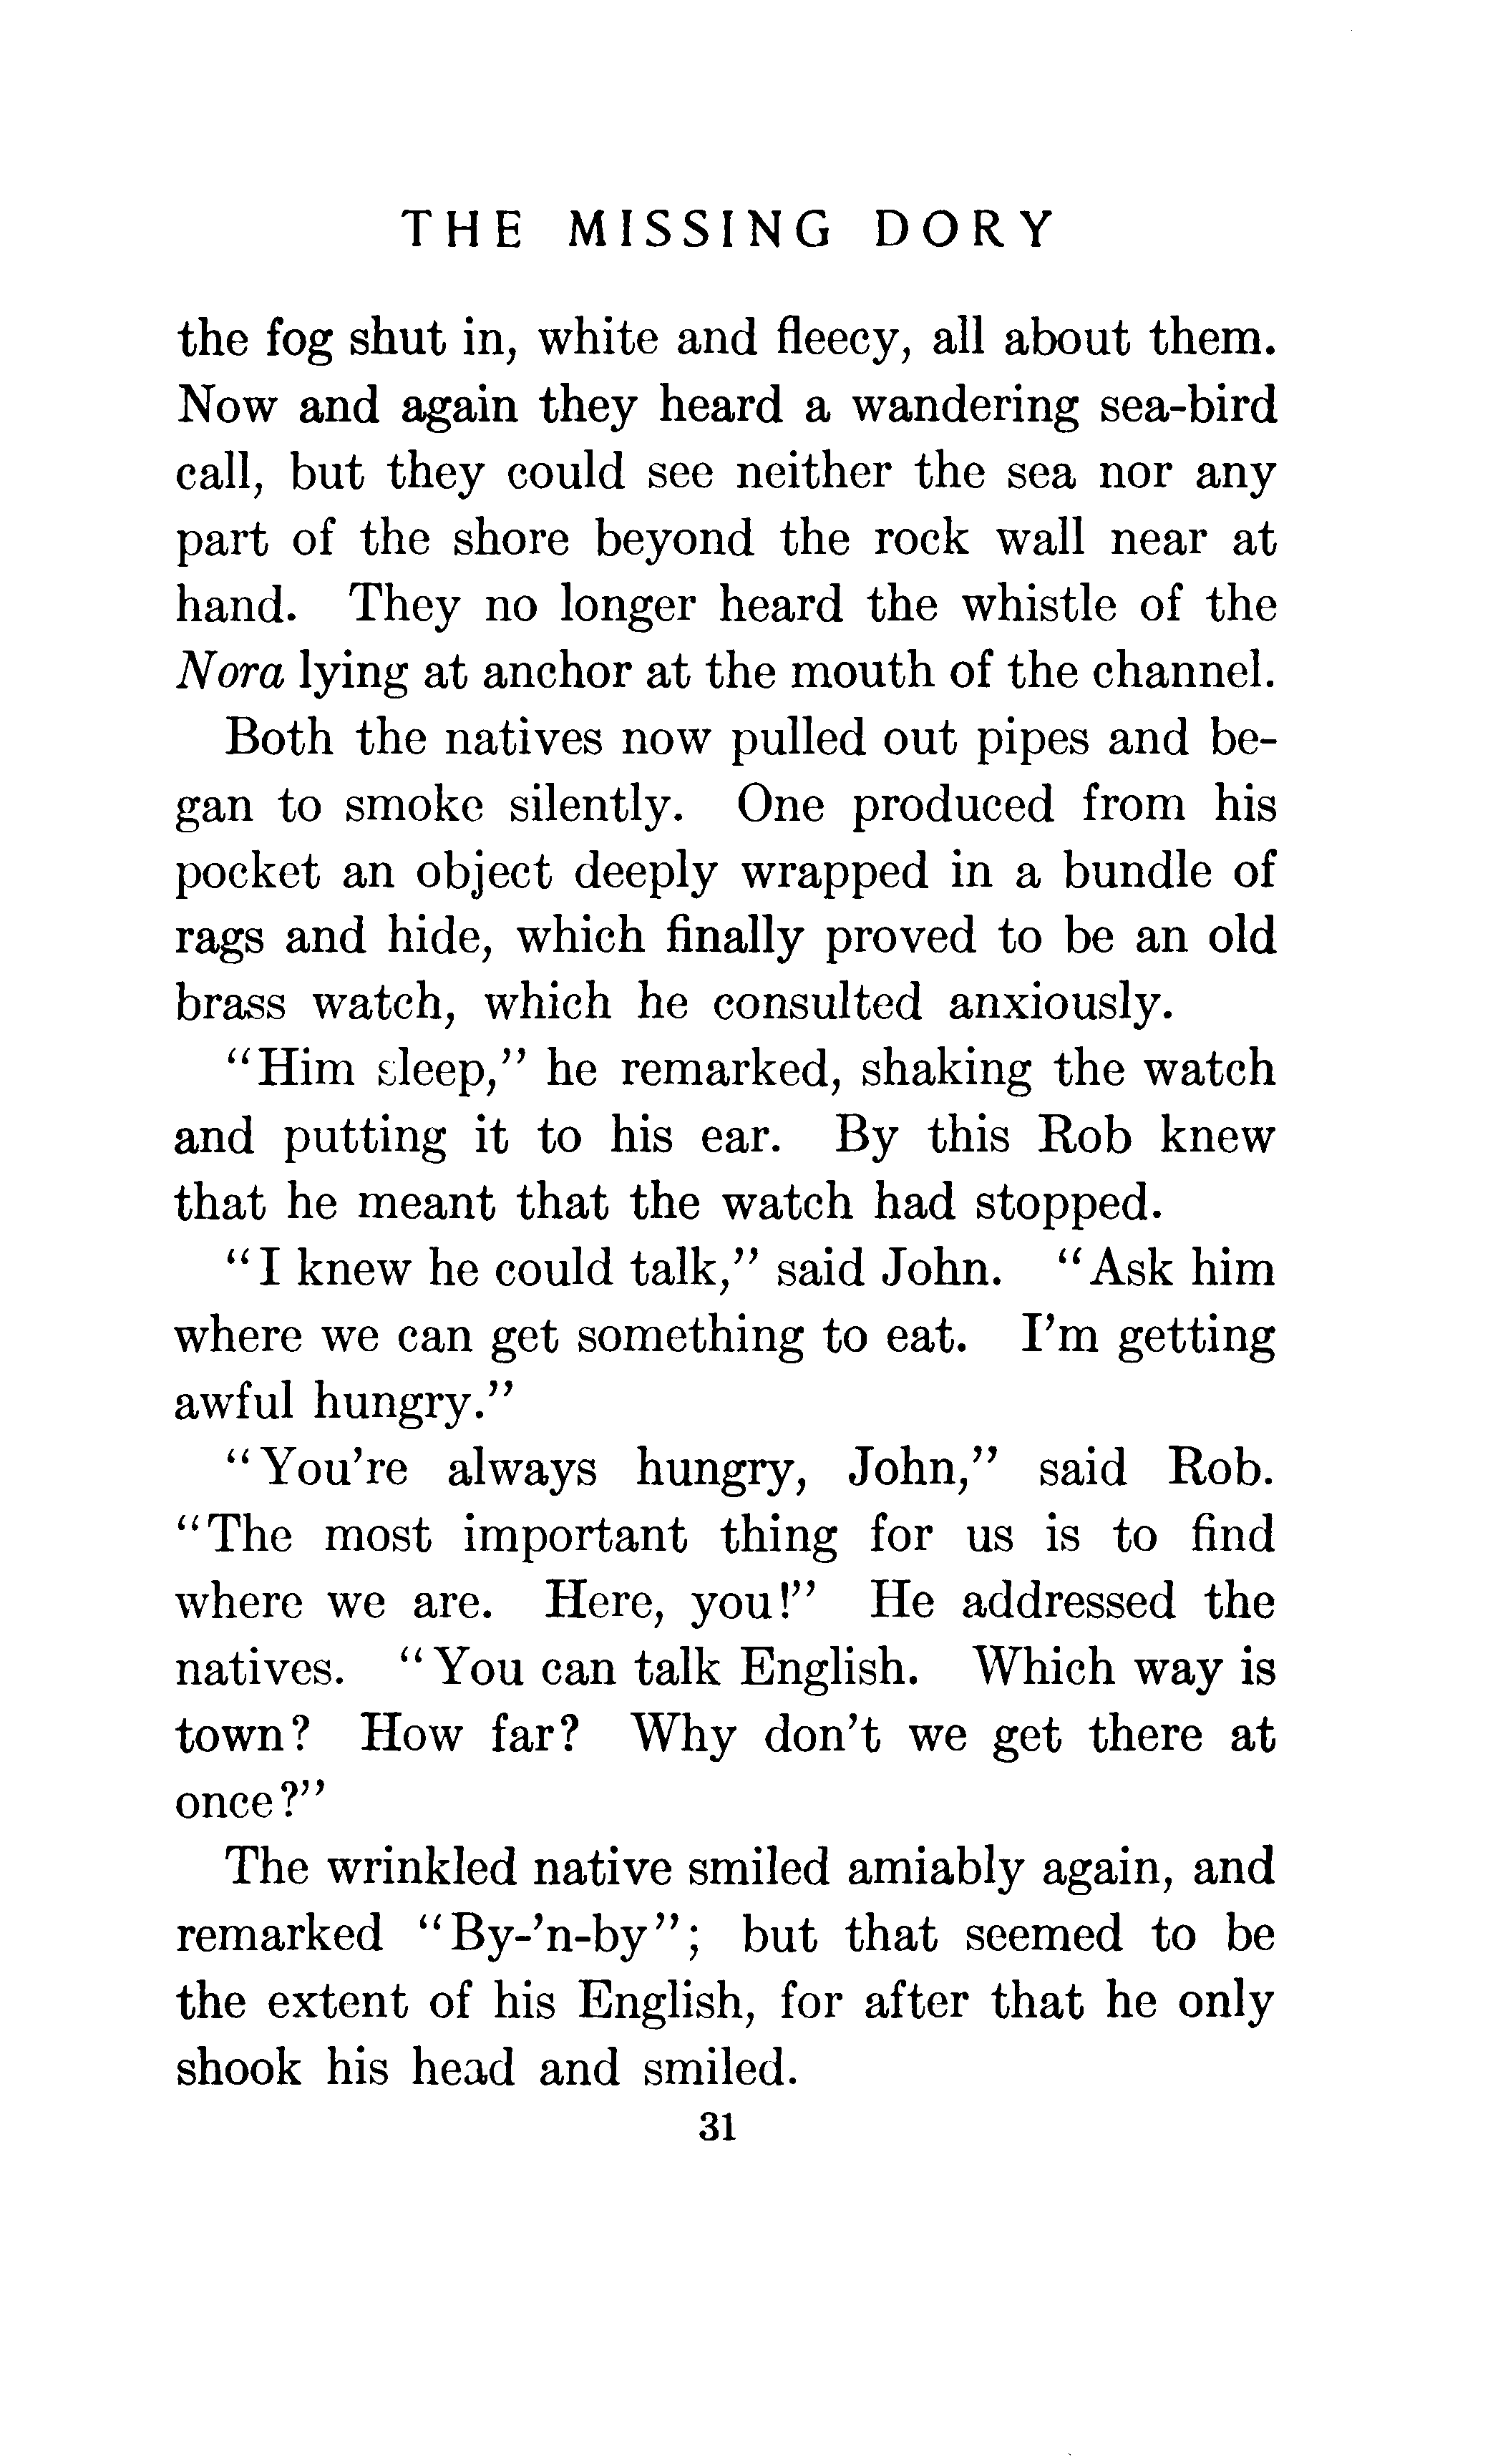 THE MISSING DORY
the fog shut in, white and fleecy, all about them.
Now and again they heard a wandering sea-bird
call, but they could see neither the sea nor any
part of the shore beyond the rock wall near at
hand. They no longer heard the whistle of the
Nora lying at anchor at the mouth of the channel.
Both the natives now pulled out pipes and be-
gan to smoke silently. One produced from his
pocket an object deeply wrapped in a bundle of
rags and hide, which finally proved to be an old
brass watch, which he consulted anxiously.
“Him sleep,” he remarked, shaking the watch
and putting it to his ear. By this Rob knew
that he meant that the watch had stopped.
“I knew he could talk,” said John. “Ask him
where we can get something to eat. I’m getting
awful hungry.”
“You’re always hungry, John,” said Rob.
“The most important thing for us is to find
where we are. Here, you!” He addressed the
natives. “You can talk English. Which way is
town? How far? Why don’t we get there at
once?”
The wrinkled native smiled amiably again, and
remarked “By-’n-by”; but that seemed to be
the extent of his English, for after that he only
shook his head and smiled.
31